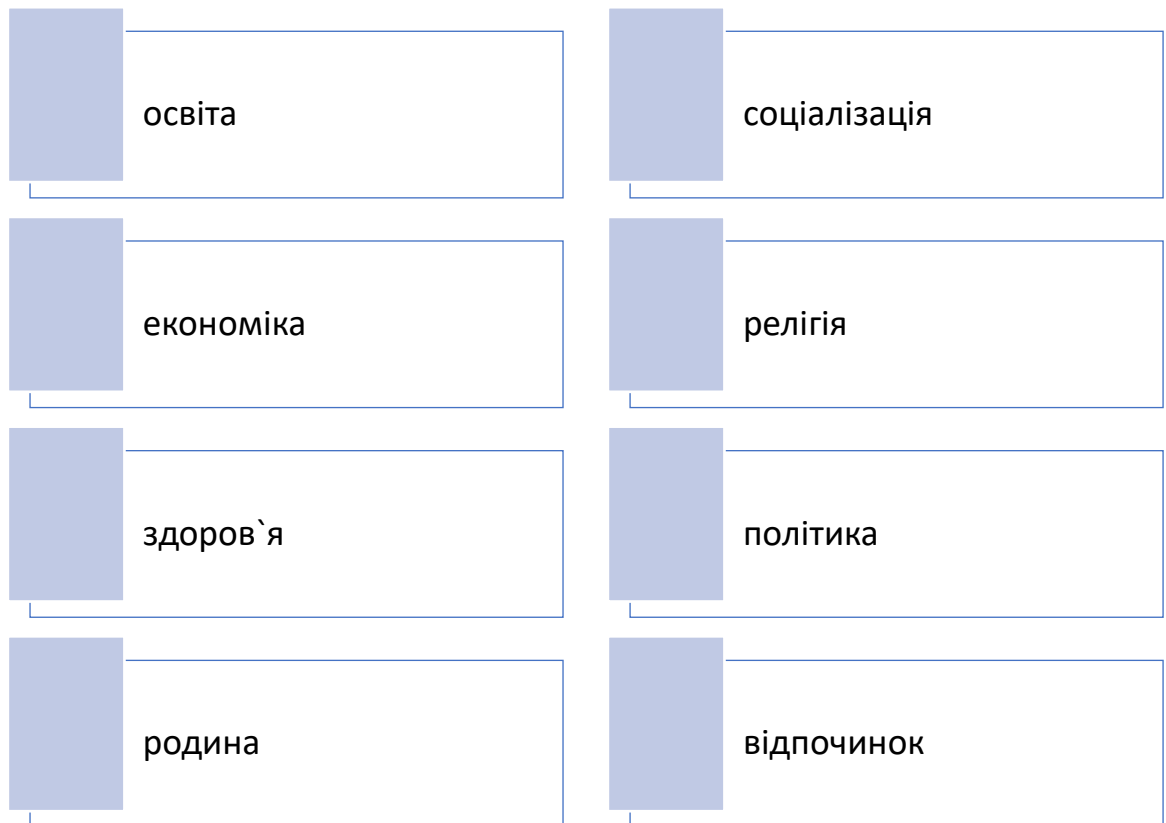 освіта
соціалізація
економіка
релігія
здоров`я
політика
родина
відпочинок